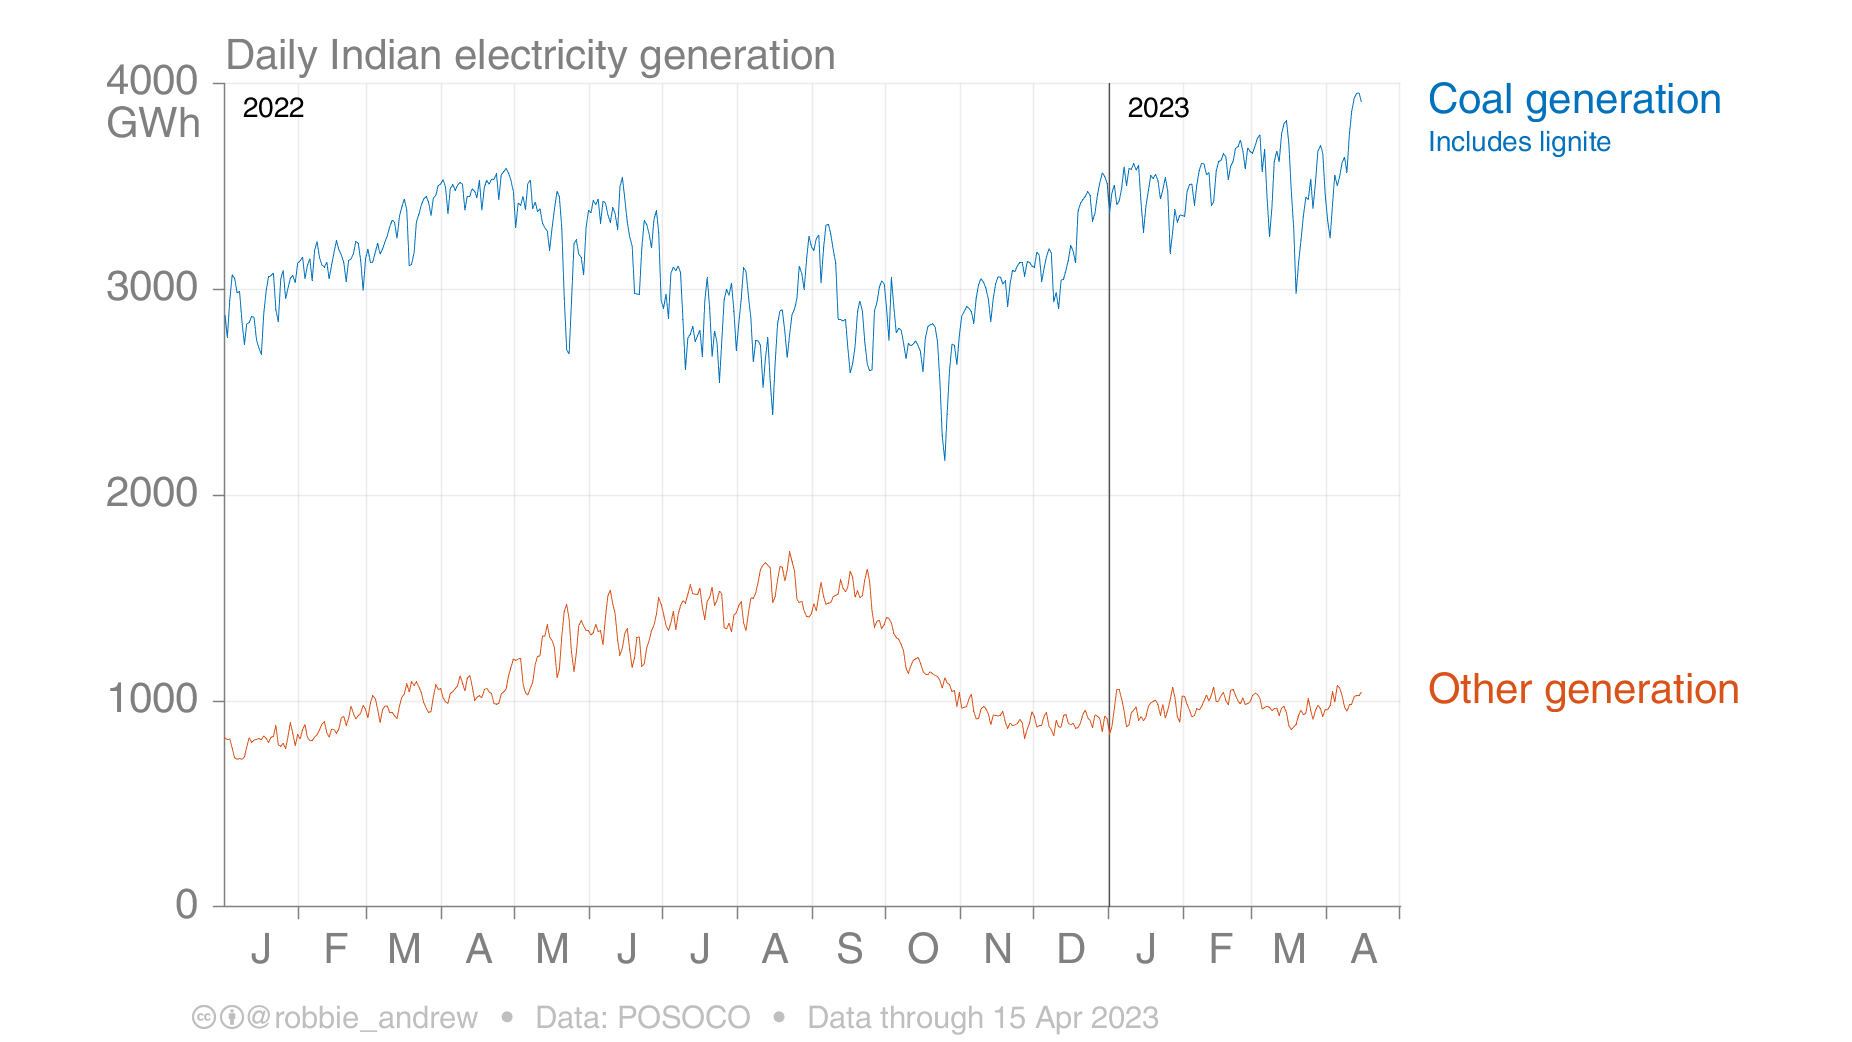 Daily Indian electricity generation
4000
GWh
2022
2023
Coal generation
Includes lignite
3000
2000
1000
Other generation
0
J F M A M J J A S O N D J F M A
@robbie_andrew • Data: POSOCO • Data through 15 Apr 2023